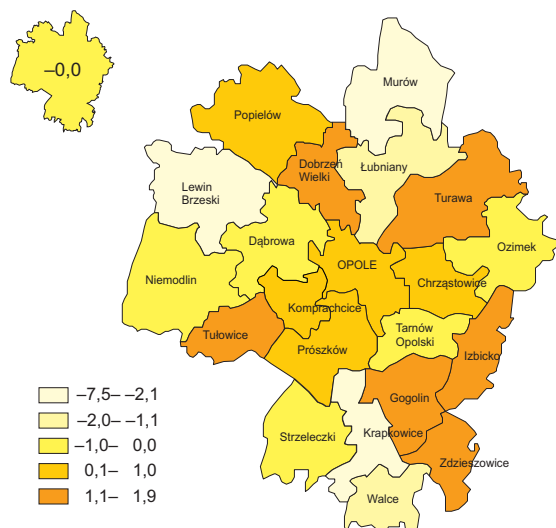 –0,0
Murów
Popielów
Dobrzeń
Wielki
Łubniany
Lewin
Brzeski
Turawa
Dąbrowa
Ozimek
OPOLE
Niemodlin
Chrząstowice
Komprachcice
Tułowice
Tarnów
Opolski
Prószków
Izbicko
Gogolin
Strzeleczki
Krapkowice
Zdzieszowice
Walce
–7,5– –2,1
–2,0– –1,1
–1,0– 0,0
0,1– 1,0
1,1– 1,9